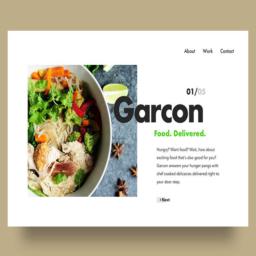 About Work Contact
01/05
Garcon
Food. Delivered.
Hungry? Want food? Well, how about
exciting food that's also good for you?
Garcon answers your hunger pangs with
chef cooked delicacies delivered right to
your door step.
Next